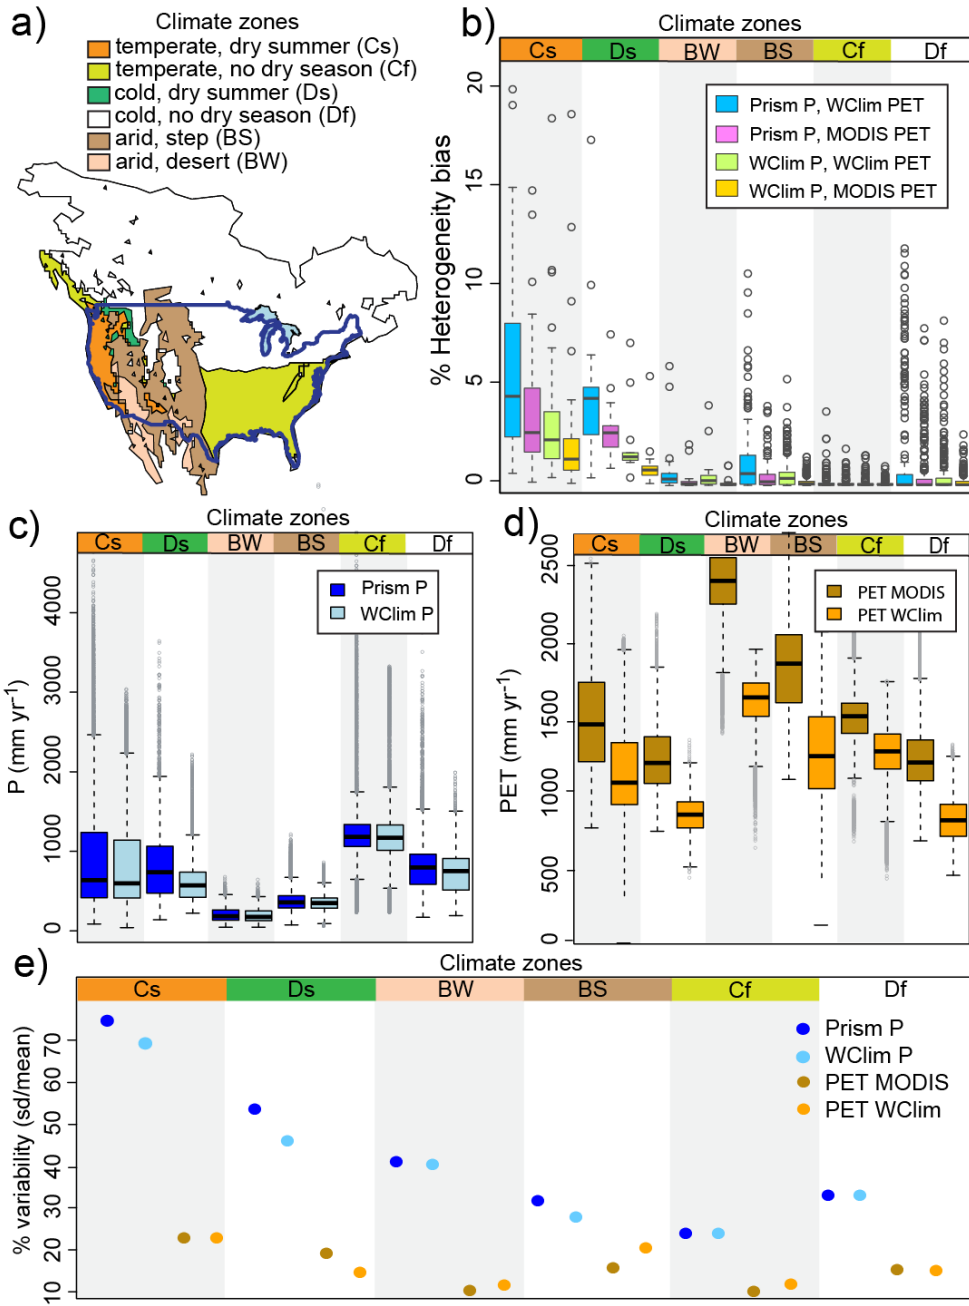 a)
Climate zones
temperate, dry summer (Cs)
temperate, no dry season (Cf)
cold, dry summer (Ds)
cold, no dry season (Df)
arid, step (BS)
arid, desert (BW)
b)
Climate zones
Cs Ds BW BS Cf Df
% Heterogeneity bias
20
15
10
5
0
Prism P, WClim PET
Prism P, MODIS PET
WClim P, WClim PET
WClim P, MODIS PET
c)
Climate zones
Cs Ds BW BS Cf Df
P (mm yr-1)
4000
3000
2000
1000
0
Prism P
WClim P
d)
Climate zones
Cs Ds BW BS Cf Df
PET (mm yr-1)
2500
2000
1500
1000
500
0
PET MODIS
PET WClim
e)
Climate zones
Cs Ds BW BS Cf Df
% variability (sd/mean)
70
60
50
40
30
20
10
Prism P
WClim P
PET MODIS
PET WClim